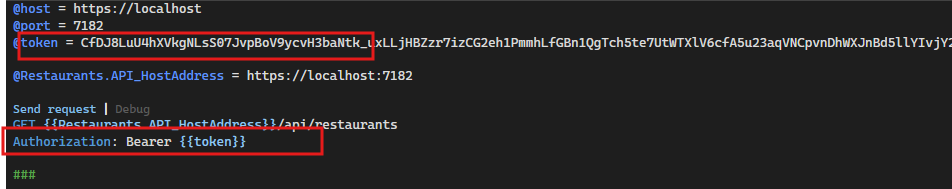 @host = https://localhost
@port = 7182
@token = CfDJ8LuU4hXVkgNLsS07JvpBoV9ycvH3baNtk_uxLLjHBZzr7izCG2eh1PmmhLfGBn1QgTch5te7UtWTXlV6cfA5u23aqVNCpvnDhWXJnBd5llYIvjY2
@Restaurants.API_HostAddress = https://localhost:7182
Send request | Debug
GET {{Restaurants.API_HostAddress}}/api/restaurants
Authorization: Bearer {{token}}
###